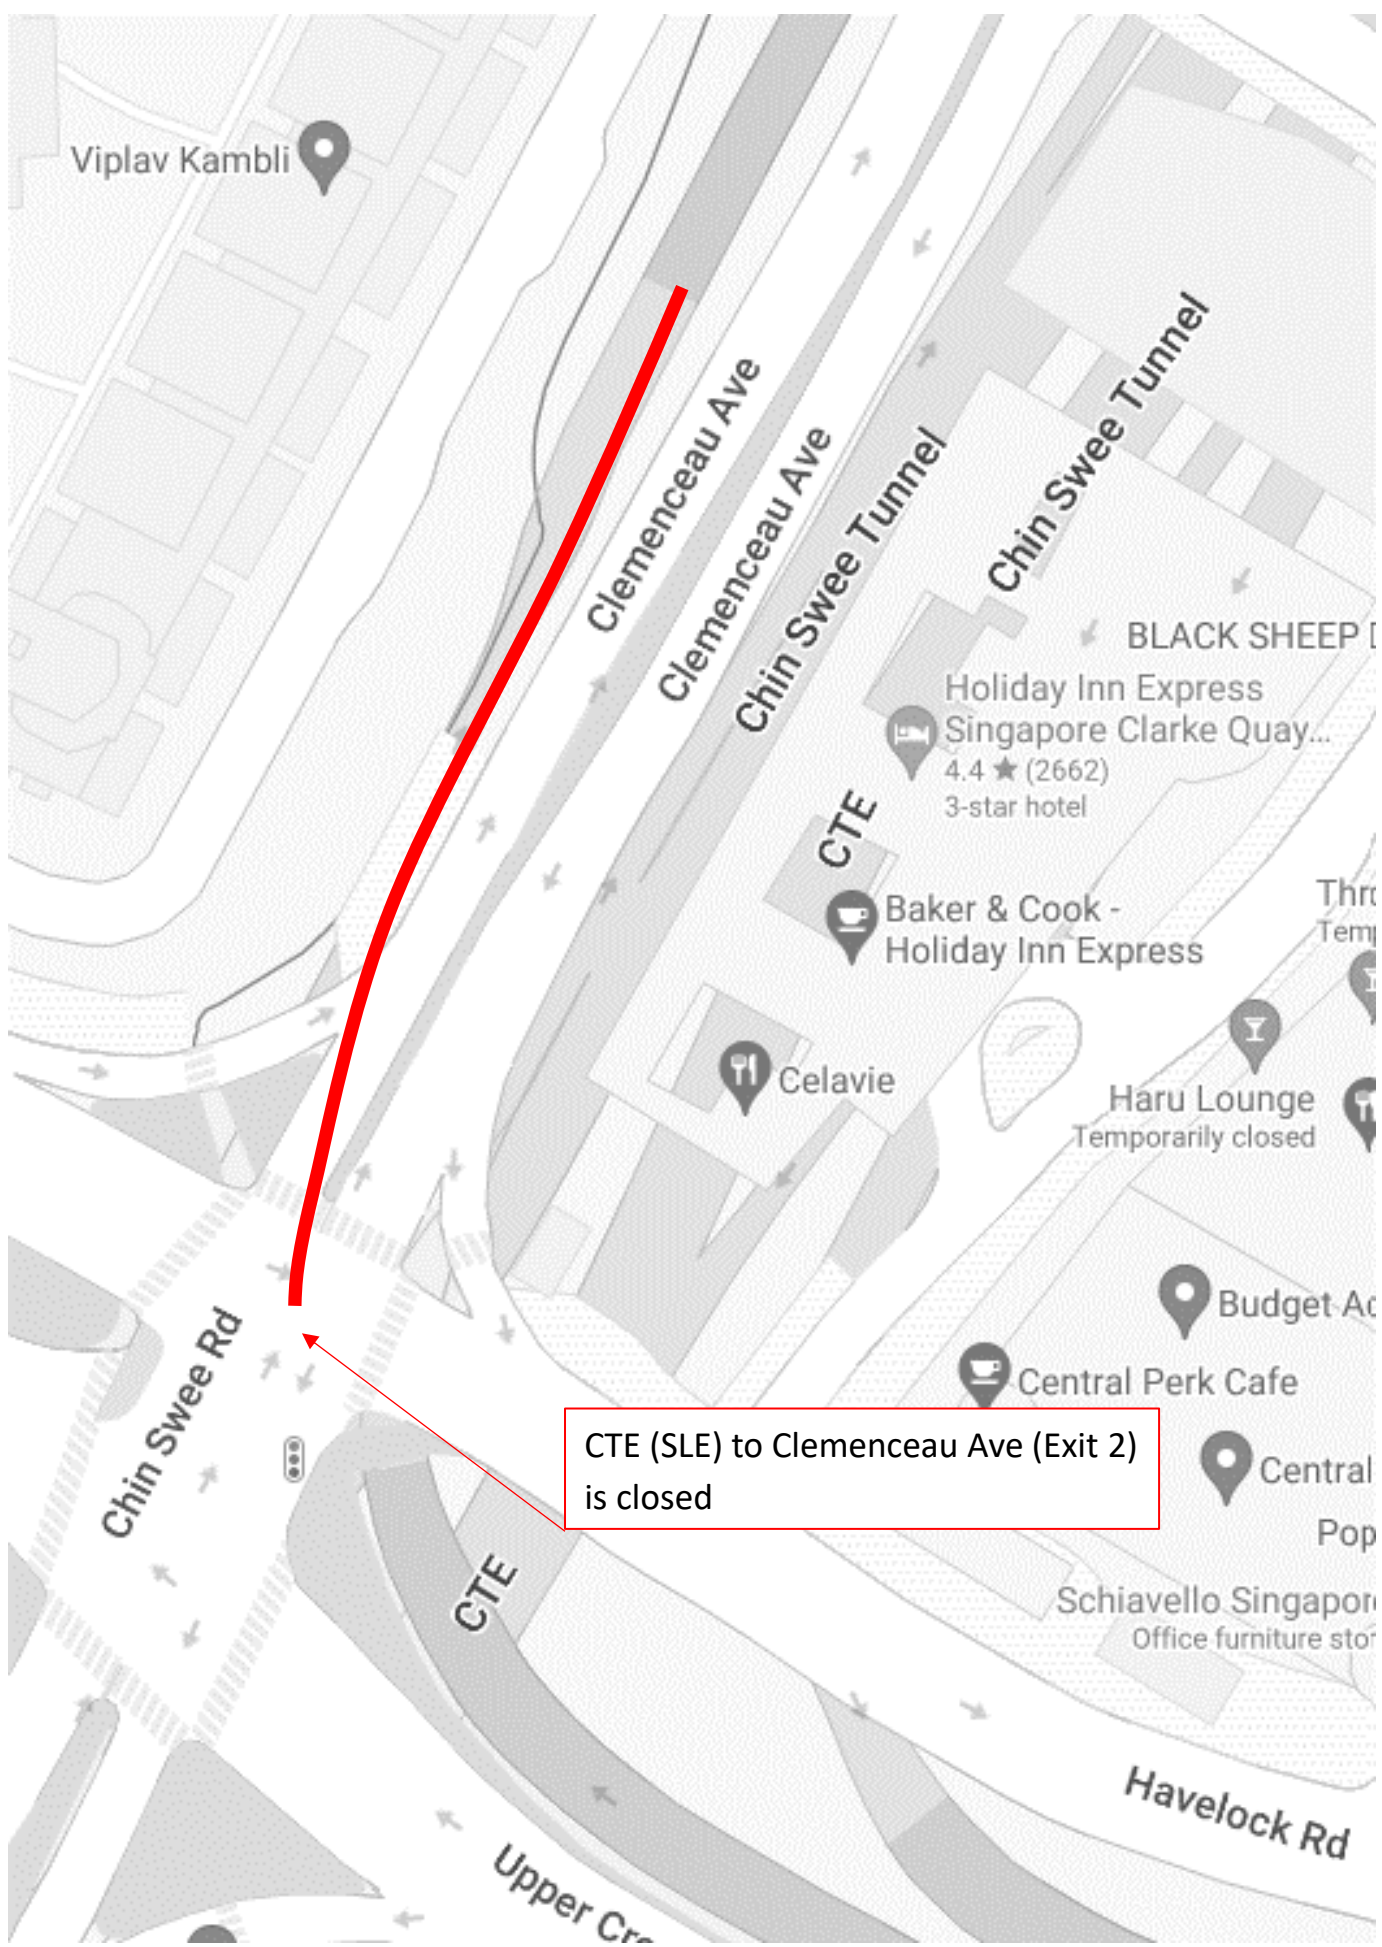 Viplav Kambli
Clemenceau Ave
Clemenceau Ave
Chin Swee Tunnel
Chin Swee Tunnel
BLACK SHEEP
Holiday Inn Express
Singapore Clarke Quay...
4.4 ★ (2662)
3-star hotel
CTE
Baker & Cook -
Holiday Inn Express
Celavie
Haru Lounge
Temporarily closed
Budget
Central Perk Cafe
Chin Swee Rd
CTE (SLE) to Clemenceau Ave (Exit 2)
is closed
Central
Pop
CTE
Schiavello
Office furniture
Havelock Rd
Upper